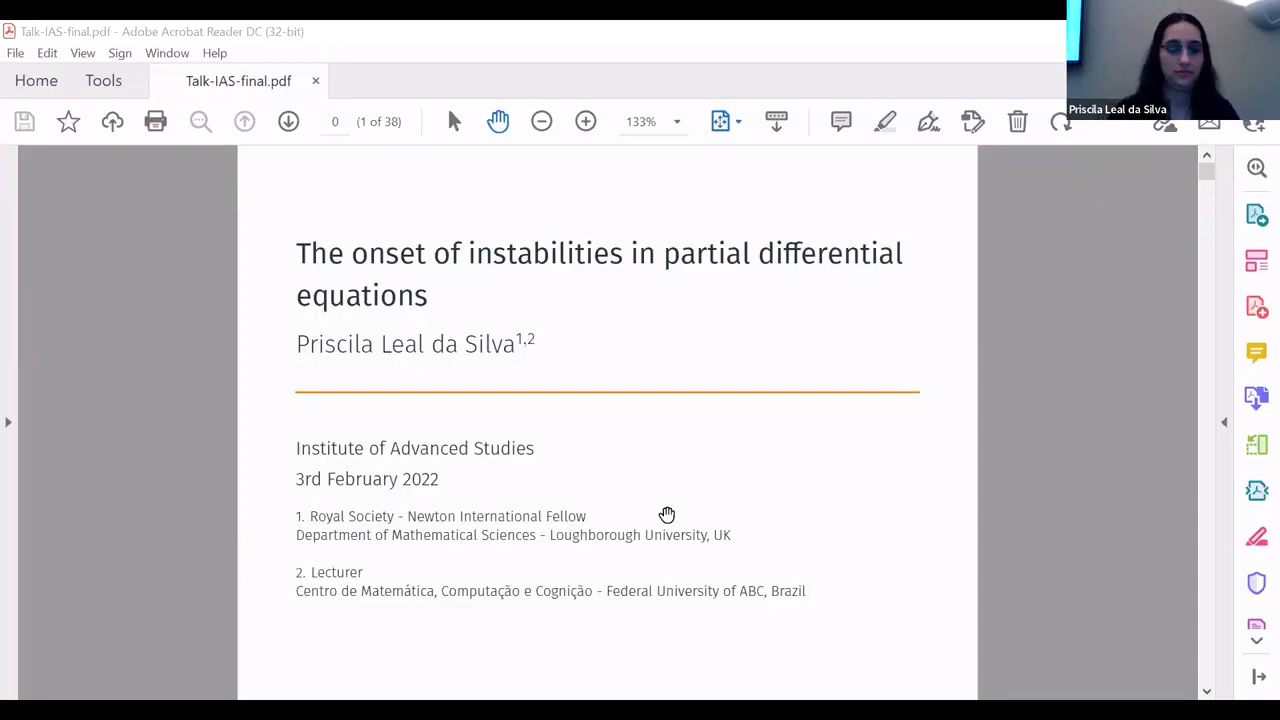 Talk-IAS-final.pdf - Adobe Acrobat Reader DC (32-bit)
File Edit View Sign Window Help
Home Tools Talk-IAS-final.pdf ×
0 (1 of 38) 133%
Priscila Leal da Silva
The onset of instabilities in partial differential
equations
Priscila Leal da Silva1,2
Institute of Advanced Studies
3rd February 2022
1. Royal Society - Newton International Fellow
Department of Mathematical Sciences - Loughborough University, UK
2. Lecturer
Centro de Matemática, Computação e Cognição - Federal University of ABC, Brazil